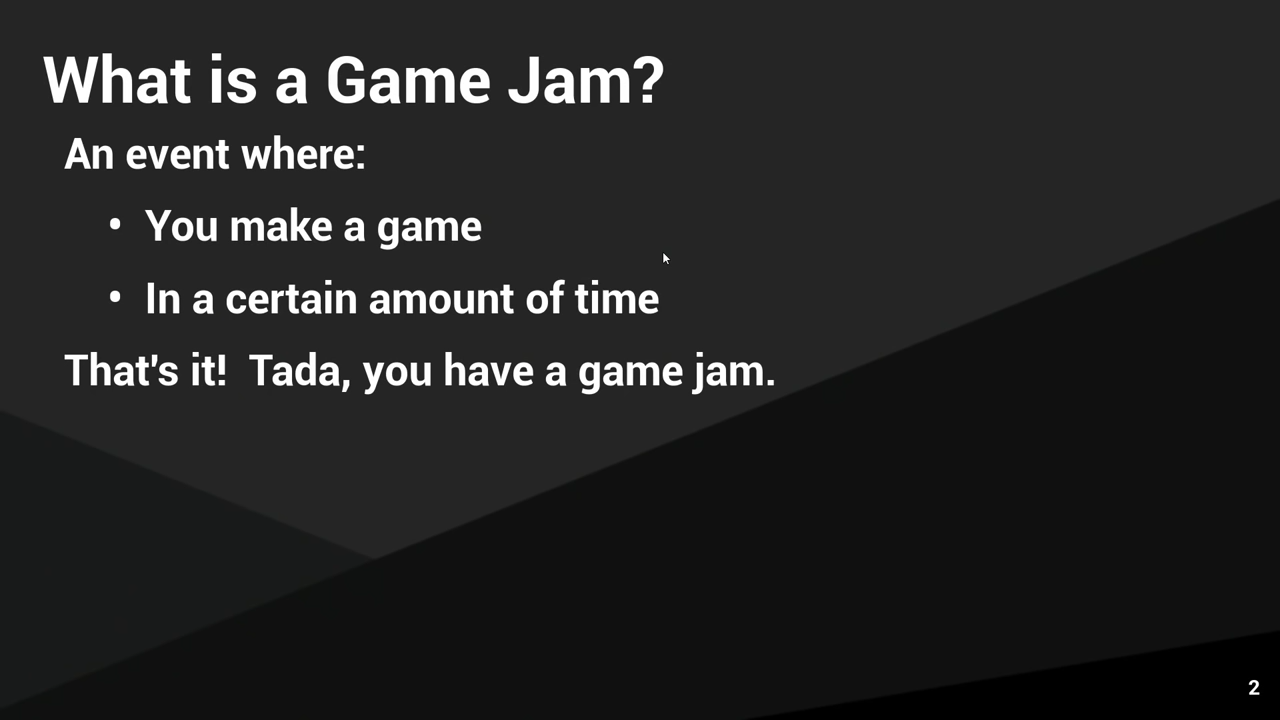 What is a Game Jam?
An event where:
• You make a game
• In a certain amount of time
That's it!  Tada, you have a game jam.
2